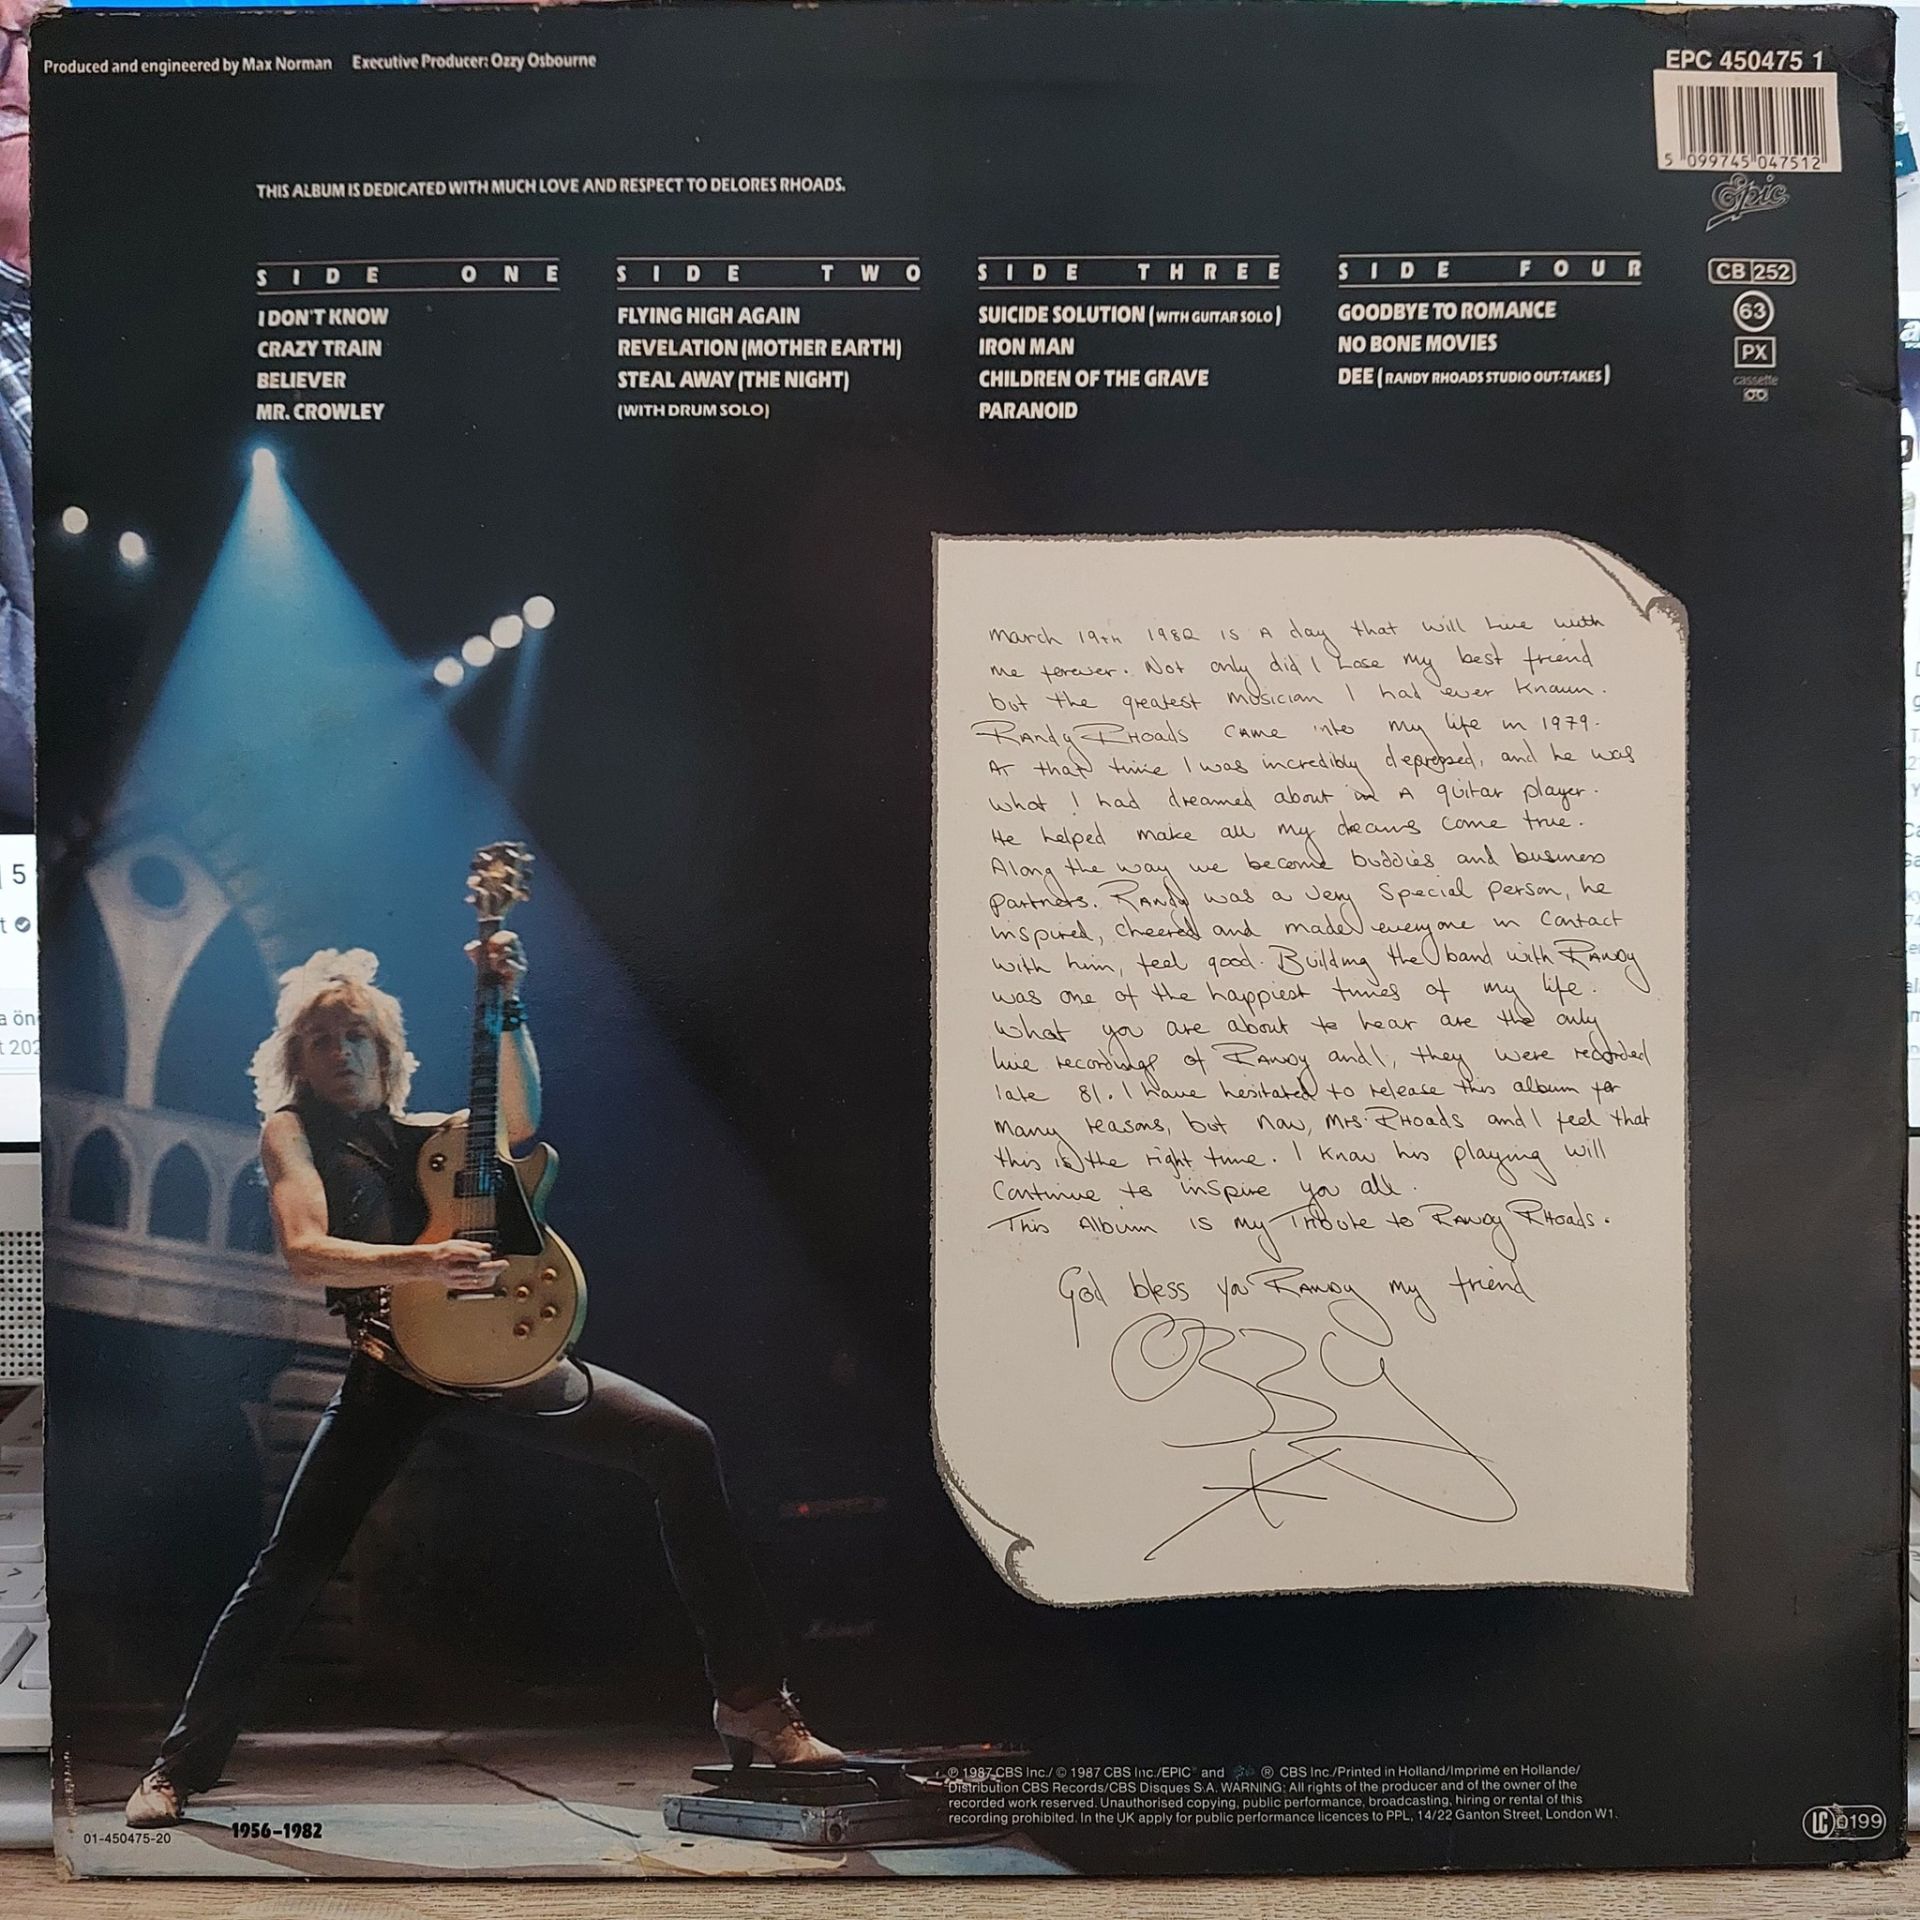 Produced and engineered by Max Norman Executive Producer: Ozzy Osbourne
EPC 450475 1
5 099745 047512
Epic
THIS ALBUM IS DEDICATED WITH MUCH LOVE AND RESPECT TO DELORES RHOADS.
SIDE ONE
I DON'T KNOW
CRAZY TRAIN
BELIEVER
MR. CROWLEY
SIDE TWO
FLYING HIGH AGAIN
REVELATION (MOTHER EARTH)
STEAL AWAY (THE NIGHT)
(WITH DRUM SOLO)
SIDE THREE
SUICIDE SOLUTION (WITH GUITAR SOLO)
IRON MAN
CHILDREN OF THE GRAVE
PARANOID
SIDE FOUR
GOODBYE TO ROMANCE
NO BONE MOVIES
DEE (RANDY RHOADS STUDIO OUT-TAKES)
CB 252
63
PX
cassette
March 19th 1982 is a day that will live with
me forever. Not only did I lose my best friend
but the greatest musician I had ever known.
Randy Rhoads came into my life in 1979.
At that time I was incredibly depressed, and he was
what I had dreamed about in a guitar player.
He helped make all my dreams come true.
Along the way we became buddies and business
partners. Randy was a very special person, he
inspired, cheered and made everyone in contact
with him, feel good. Building the band with Randy
was one of the happiest times of my life.
What you are about to hear are the only
live recordings of Randy and I, they were recorded
late 81. I have hesitated to release this album for
many reasons, but now, Mrs. Rhoads and I feel that
this is the right time. I know his playing will
continue to inspire you all.
This Album is my Tribute to Randy Rhoads.
God bless you Randy my friend
Ozzy
℗ 1987 CBS Inc./ © 1987 CBS Inc./EPIC and ® CBS Inc./Printed in Holland/Imprimé en Hollande/
Distribution CBS Records/CBS Disques S.A. WARNING: All rights of the producer and of the owner of the
recorded work reserved. Unauthorised copying, public performance, broadcasting, hiring or rental of this
recording prohibited. In the UK apply for public performance licences to PPL, 14/22 Ganton Street, London W1.
01-450475-20
1956-1982
LC 0199